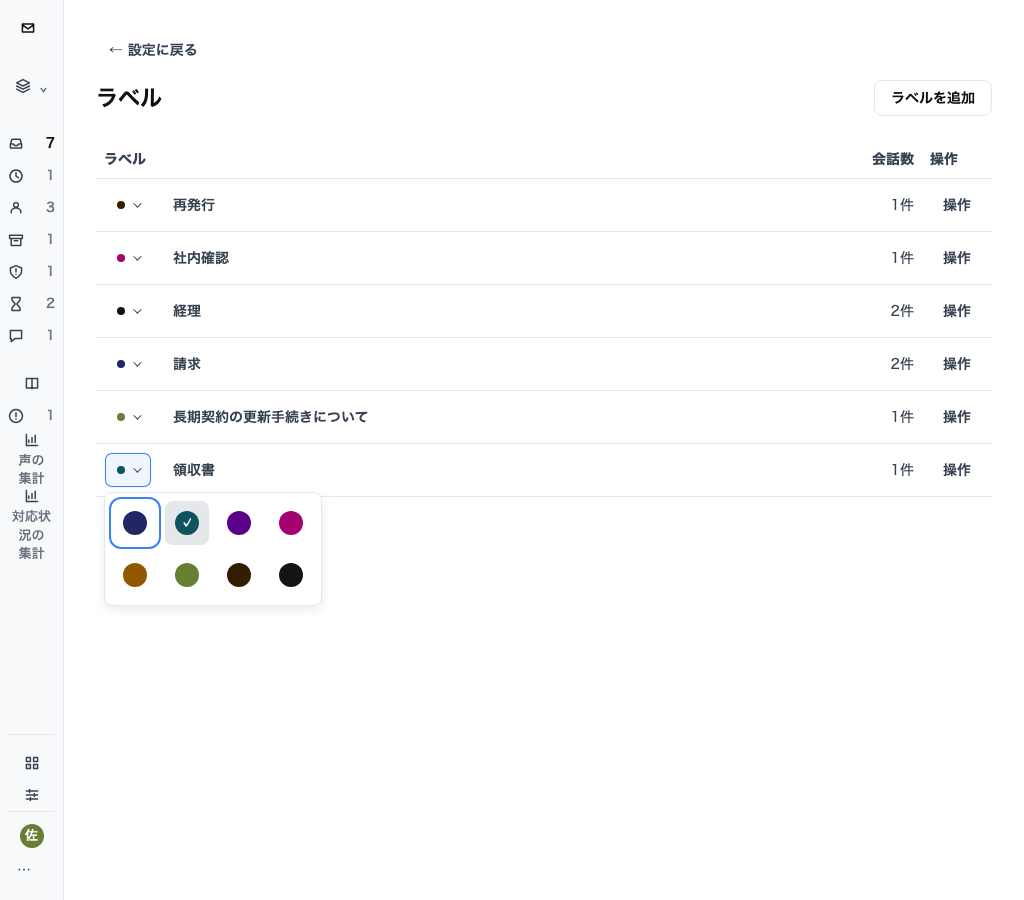 ← 設定に戻る
ラベル
ラベルを追加
ラベル 会話数 操作
再発行 1件 操作
社内確認 1件 操作
経理 2件 操作
請求 2件 操作
長期契約の更新手続きについて 1件 操作
領収書 1件 操作
7
1
3
1
1
2
1
1
声の
集計
対応状
況の
集計
佐
…